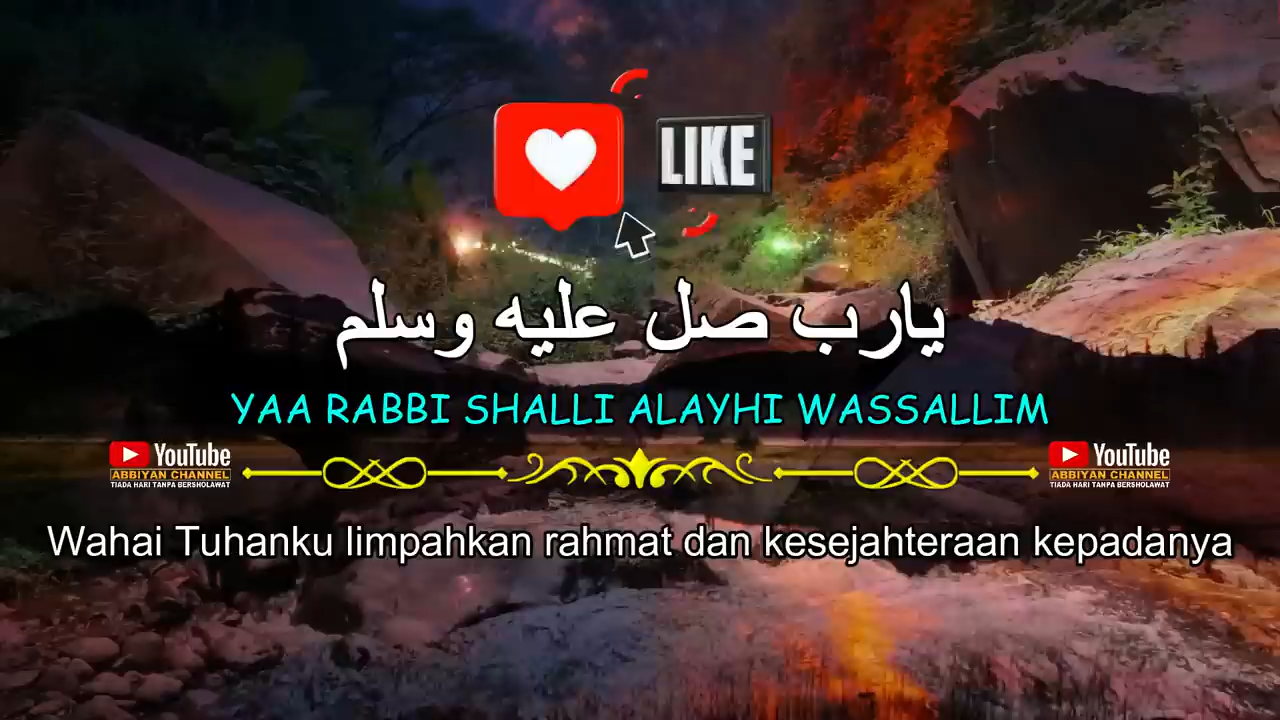 LIKE
يارب صل عليه وسلم
YAA RABBI SHALLI ALAYHI WASSALLIM
YouTube
ABBIYAN CHANNEL
TIADA HARI TANPA BERSHOLAWAT
YouTube
ABBIYAN CHANNEL
TIADA HARI TANPA BERSHOLAWAT
Wahai Tuhanku limpahkan rahmat dan kesejahteraan kepadanya